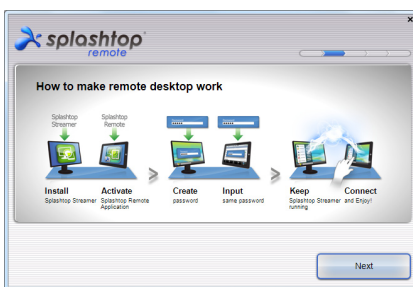 splashtop
remote
How to make remote desktop work
Splashtop Streamer
Splashtop Remote
Install
Splashtop Streamer
Activate
Splashtop Remote Application
Create
password
Input
same password
Keep
Splashtop Streamer running
Connect
and Enjoy!
Next